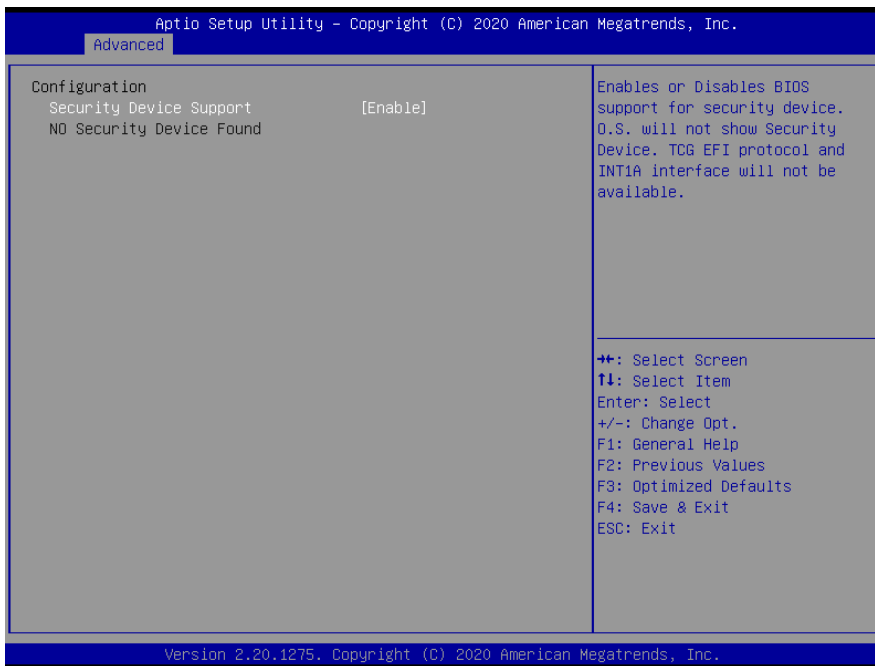 Aptio Setup Utility – Copyright (C) 2020 American Megatrends, Inc.
Advanced
Configuration
Security Device Support [Enable]
NO Security Device Found
Enables or Disables BIOS
support for security device.
O.S. will not show Security
Device. TCG EFI protocol and
INT1A interface will not be
available.
→←: Select Screen
↑↓: Select Item
Enter: Select
+/-: Change Opt.
F1: General Help
F2: Previous Values
F3: Optimized Defaults
F4: Save & Exit
ESC: Exit
Version 2.20.1275. Copyright (C) 2020 American Megatrends, Inc.